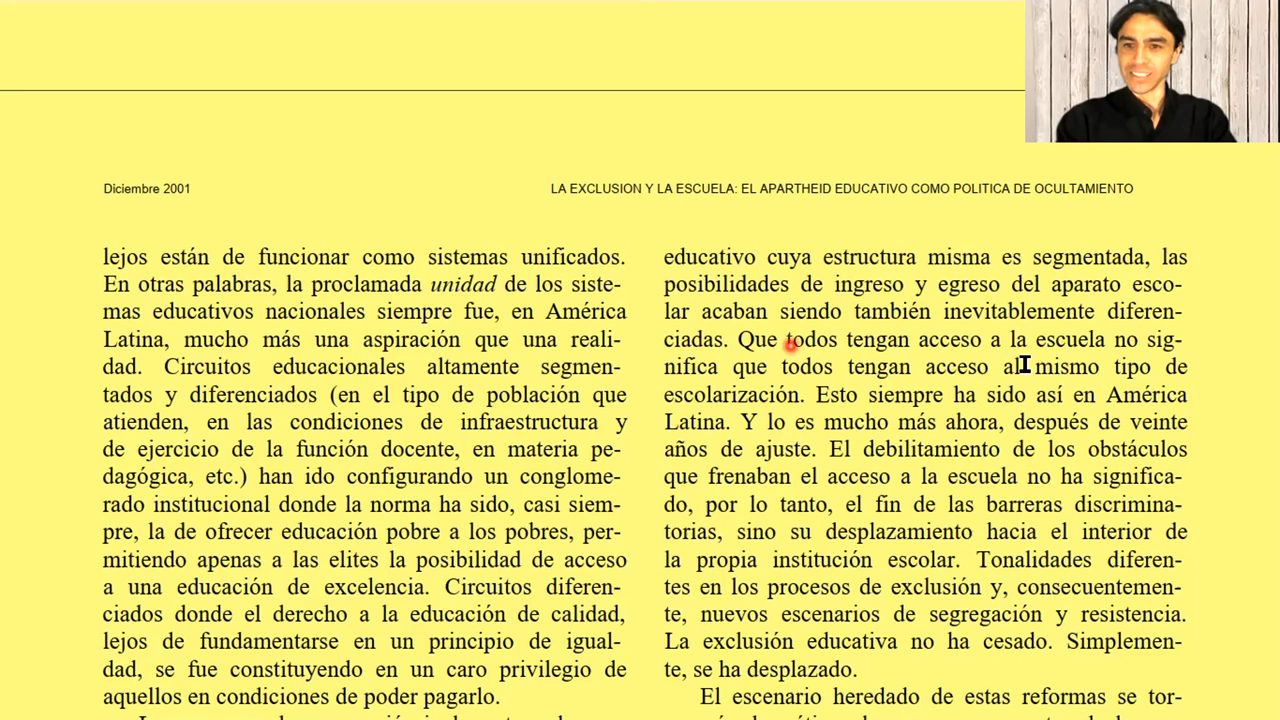 Diciembre 2001
LA EXCLUSION Y LA ESCUELA: EL APARTHEID EDUCATIVO COMO POLITICA DE OCULTAMIENTO
lejos están de funcionar como sistemas unificados.
En otras palabras, la proclamada unidad de los siste-
mas educativos nacionales siempre fue, en América
Latina, mucho más una aspiración que una reali-
dad. Circuitos educacionales altamente segmen-
tados y diferenciados (en el tipo de población que
atienden, en las condiciones de infraestructura y
de ejercicio de la función docente, en materia pe-
dagógica, etc.) han ido configurando un conglome-
rado institucional donde la norma ha sido, casi siem-
pre, la de ofrecer educación pobre a los pobres, per-
mitiendo apenas a las elites la posibilidad de acceso
a una educación de excelencia. Circuitos diferen-
ciados donde el derecho a la educación de calidad,
lejos de fundamentarse en un principio de igual-
dad, se fue constituyendo en un caro privilegio de
aquellos en condiciones de poder pagarlo.
educativo cuya estructura misma es segmentada, las
posibilidades de ingreso y egreso del aparato esco-
lar acaban siendo también inevitablemente diferen-
ciadas. Que todos tengan acceso a la escuela no sig-
nifica que todos tengan acceso al mismo tipo de
escolarización. Esto siempre ha sido así en América
Latina. Y lo es mucho más ahora, después de veinte
años de ajuste. El debilitamiento de los obstáculos
que frenaban el acceso a la escuela no ha significa-
do, por lo tanto, el fin de las barreras discrimina-
torias, sino su desplazamiento hacia el interior de
la propia institución escolar. Tonalidades diferen-
tes en los procesos de exclusión y, consecuentemen-
te, nuevos escenarios de segregación y resistencia.
La exclusión educativa no ha cesado. Simplemen-
te, se ha desplazado.
El escenario heredado de estas reformas se tor-